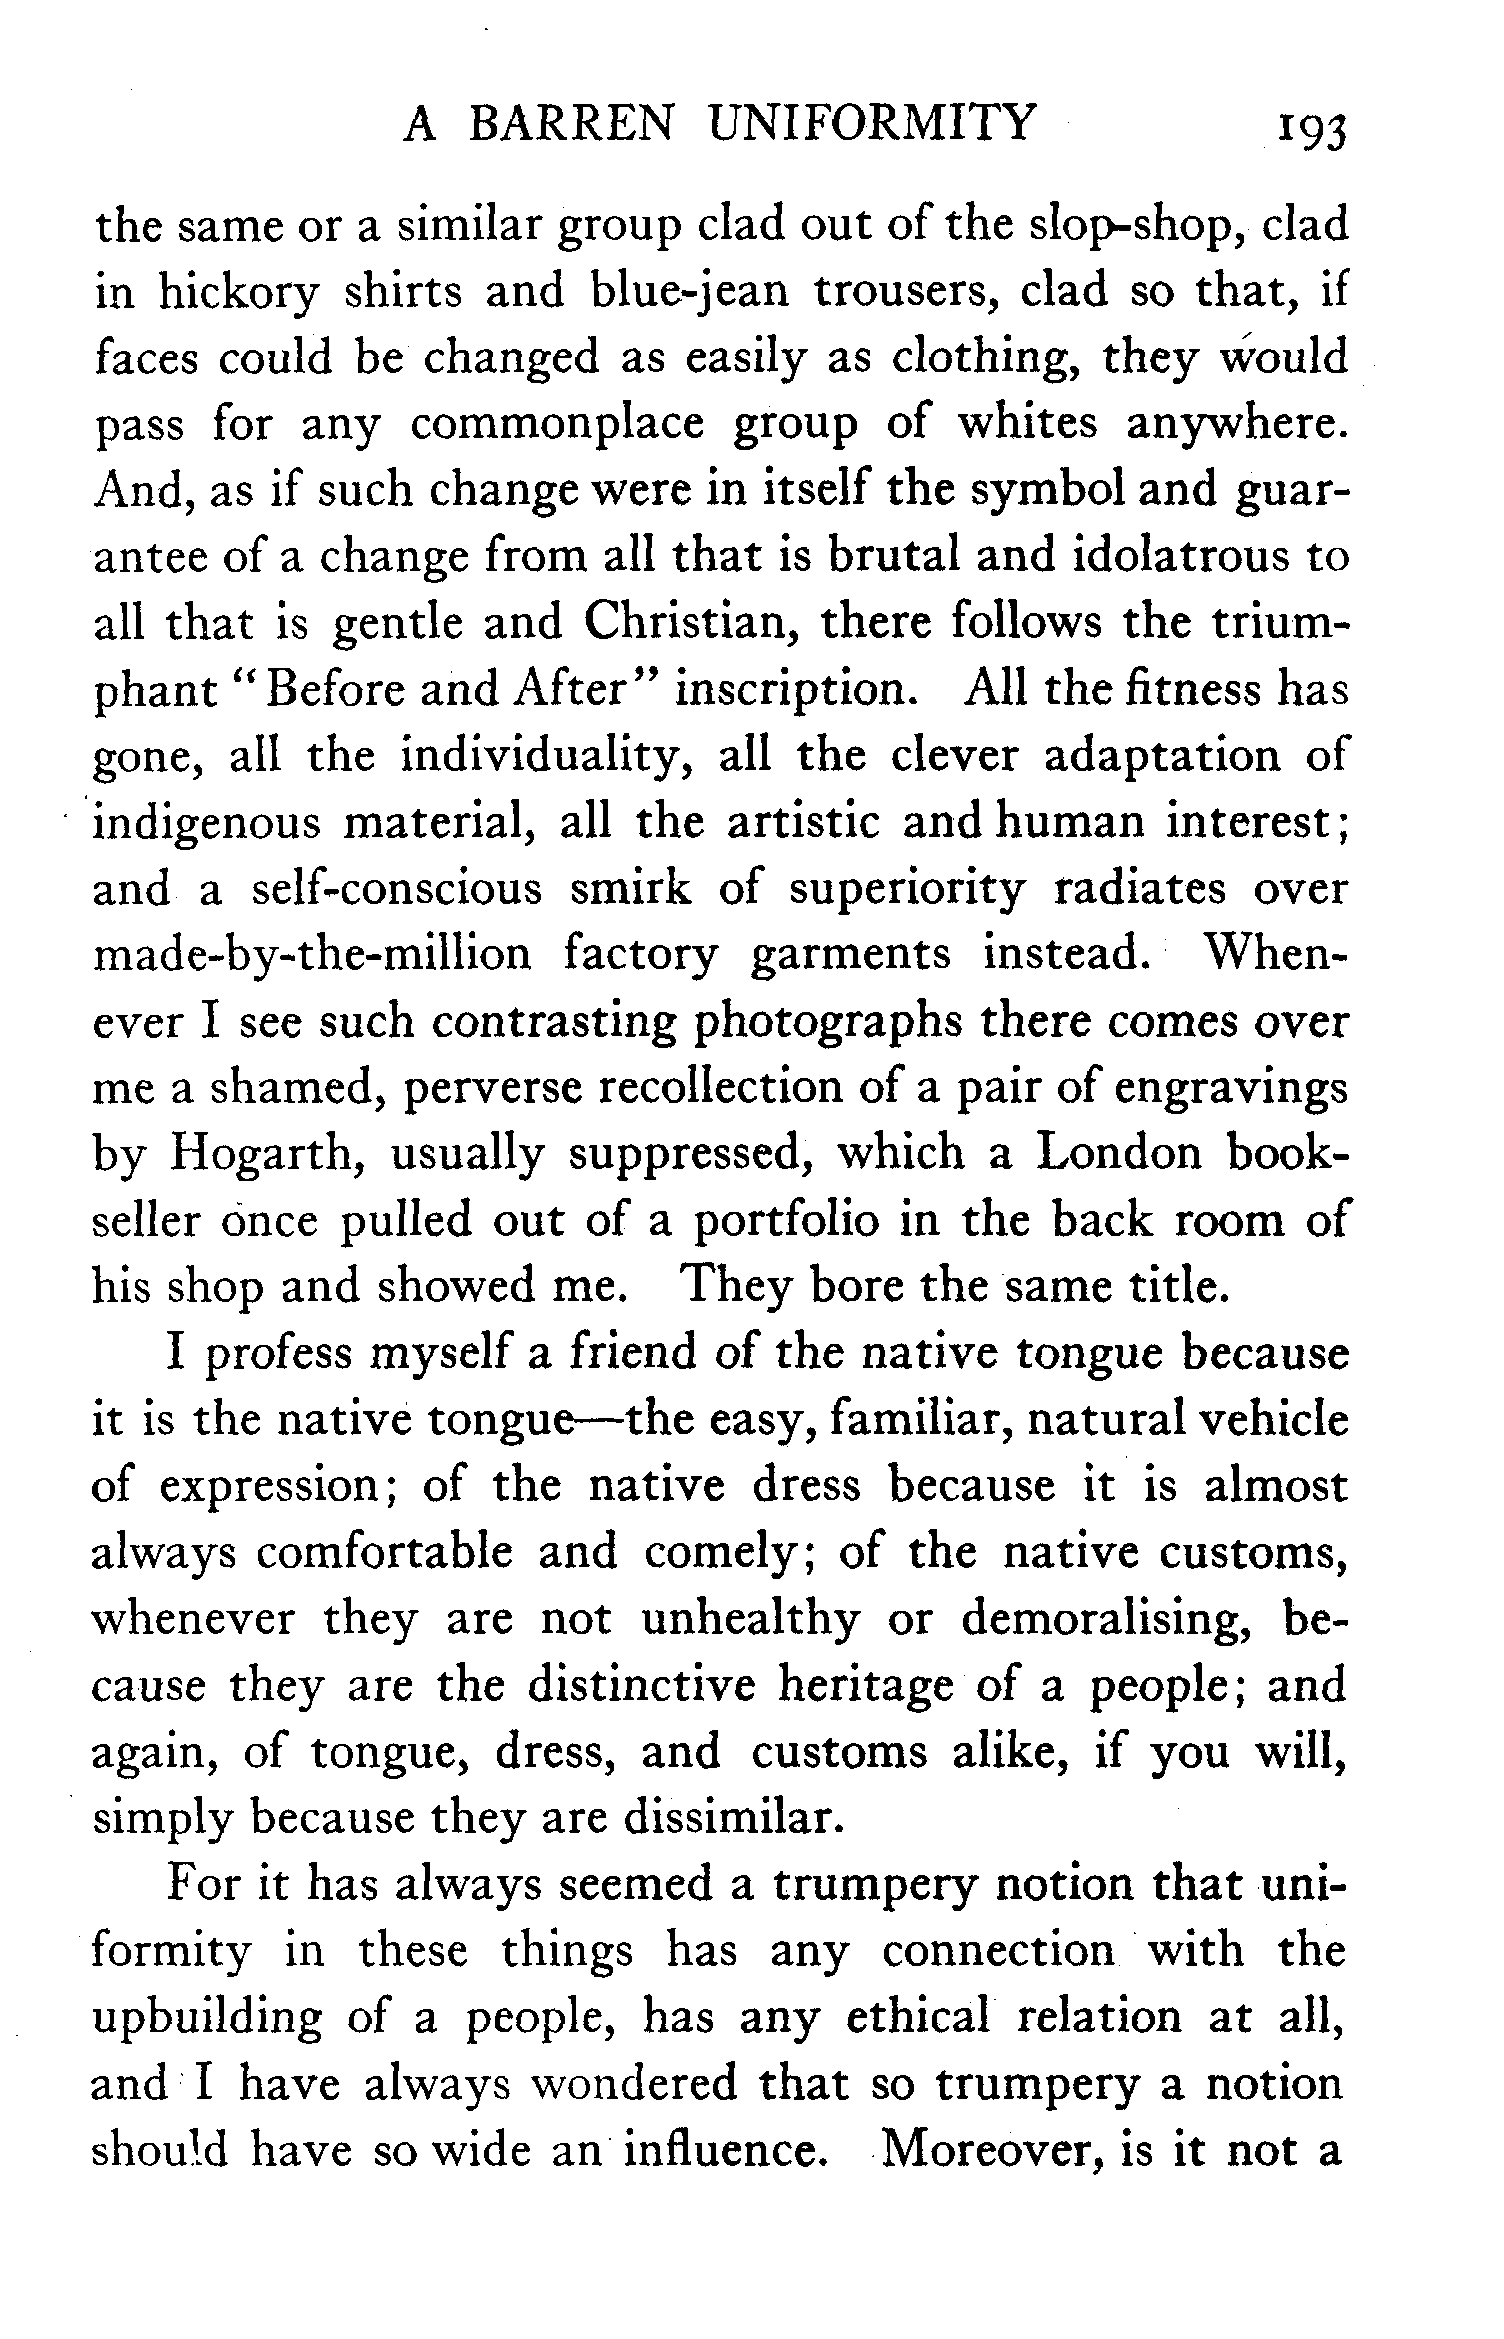 A BARREN UNIFORMITY 193
the same or a similar group clad out of the slop-shop, clad
in hickory shirts and blue-jean trousers, clad so that, if
faces could be changed as easily as clothing, they would
pass for any commonplace group of whites anywhere.
And, as if such change were in itself the symbol and guar-
antee of a change from all that is brutal and idolatrous to
all that is gentle and Christian, there follows the trium-
phant "Before and After" inscription. All the fitness has
gone, all the individuality, all the clever adaptation of
indigenous material, all the artistic and human interest;
and a self-conscious smirk of superiority radiates over
made-by-the-million factory garments instead. When-
ever I see such contrasting photographs there comes over
me a shamed, perverse recollection of a pair of engravings
by Hogarth, usually suppressed, which a London book-
seller once pulled out of a portfolio in the back room of
his shop and showed me. They bore the same title.
I profess myself a friend of the native tongue because
it is the native tongue—the easy, familiar, natural vehicle
of expression; of the native dress because it is almost
always comfortable and comely; of the native customs,
whenever they are not unhealthy or demoralising, be-
cause they are the distinctive heritage of a people; and
again, of tongue, dress, and customs alike, if you will,
simply because they are dissimilar.
For it has always seemed a trumpery notion that uni-
formity in these things has any connection with the
upbuilding of a people, has any ethical relation at all,
and I have always wondered that so trumpery a notion
should have so wide an influence. Moreover, is it not a